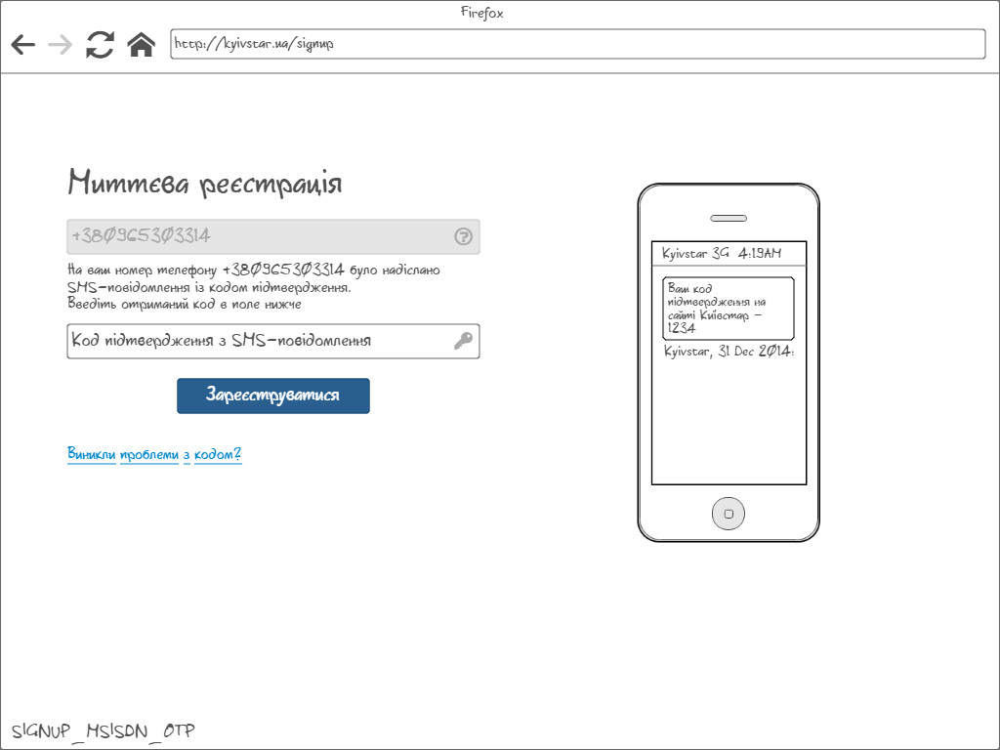 Firefox
http://kyivstar.ua/signup
Миттєва реєстрація
+380965303314
На ваш номер телефону +380965303314 було надіслано
SMS-повідомлення із кодом підтвердження.
Введіть отриманий код в поле нижче
Код підтвердження з SMS-повідомлення
Зареєструватися
Виникли проблеми з кодом?
Kyivstar 3G 4:19AM
Ваш код
підтвердження на
сайті Київстар -
1234
Kyivstar, 31 Dec 2014:
SIGNUP_MSISDN_OTP